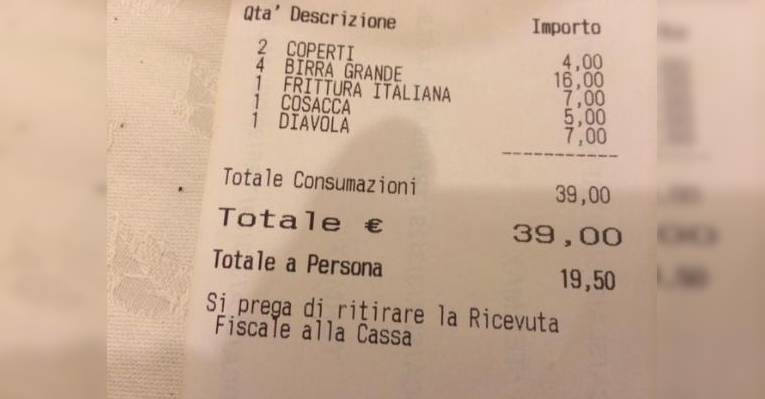 Qta' Descrizione Importo
2 COPERTI 4,00
4 BIRRA GRANDE 16,00
1 FRITTURA ITALIANA 7,00
1 COSACCA 5,00
1 DIAVOLA 7,00
Totale Consumazioni 39,00
Totale € 39,00
Totale a Persona 19,50
Si prega di ritirare la Ricevuta
Fiscale alla Cassa